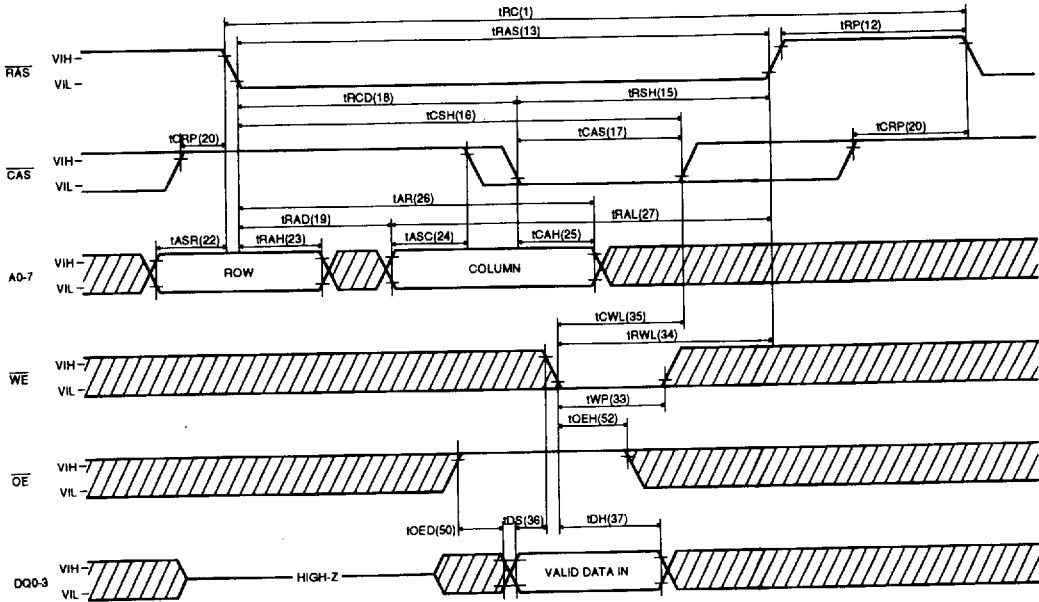 tRC(1)
tRAS(13)
tRP(12)
RAS
VIH
VIL
tRCD(18)
tRSH(15)
tCSH(16)
tCRP(20)
tCAS(17)
tCRP(20)
CAS
VIH
VIL
tAR(26)
tRAD(19)
tRAL(27)
tASR(22)
tRAH(23)
tASC(24)
tCAH(25)
A0-7
VIH
VIL
ROW
COLUMN
tCWL(35)
tRWL(34)
WE
VIH
VIL
tWP(33)
tOEH(52)
OE
VIH
VIL
tOED(50)
tDS(36)
tDH(37)
DQ0-3
VIH
VIL
HIGH-Z
VALID DATA IN